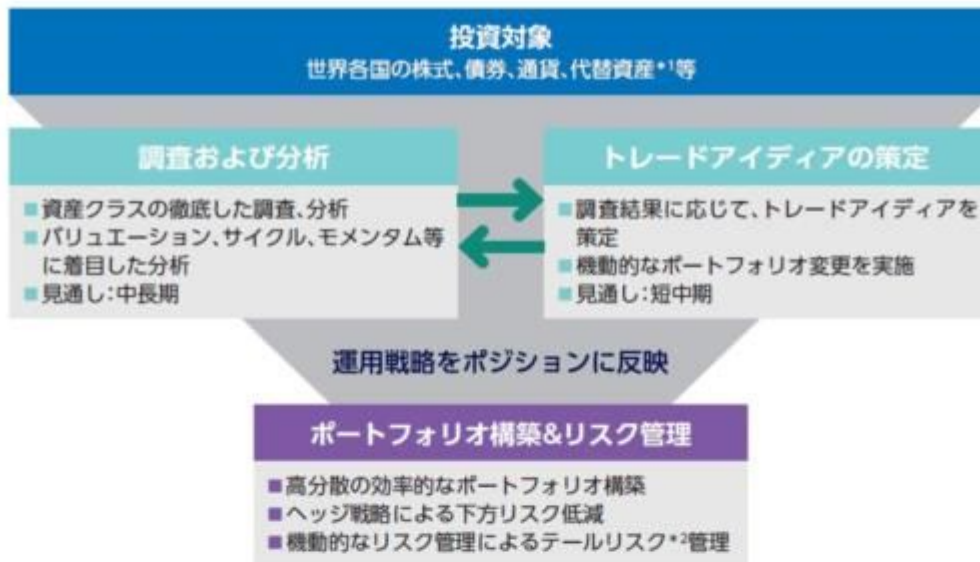 投資対象
世界各国の株式、債券、通貨、代替資産*1等
調査および分析
■資産クラスの徹底した調査、分析
■バリュエーション、サイクル、モメンタム等
に着目した分析
■見通し:中長期
トレードアイディアの策定
■調査結果に応じて、トレードアイディアを
策定
■機動的なポートフォリオ変更を実施
■見通し:短中期
運用戦略をポジションに反映
ポートフォリオ構築&リスク管理
■高分散の効率的なポートフォリオ構築
■ヘッジ戦略による下方リスク低減
■機動的なリスク管理によるテールリスク*2管理